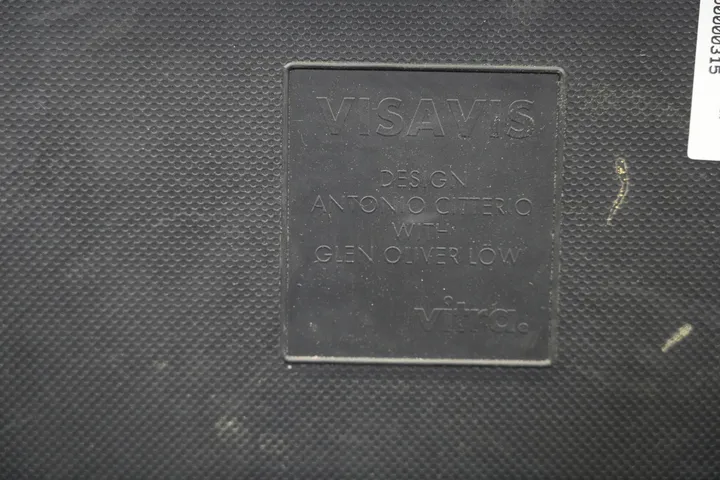 VISAVIS
DESIGN
ANTONIO CITTERIO
WITH
GLEN OLIVER LÖW
vitra.